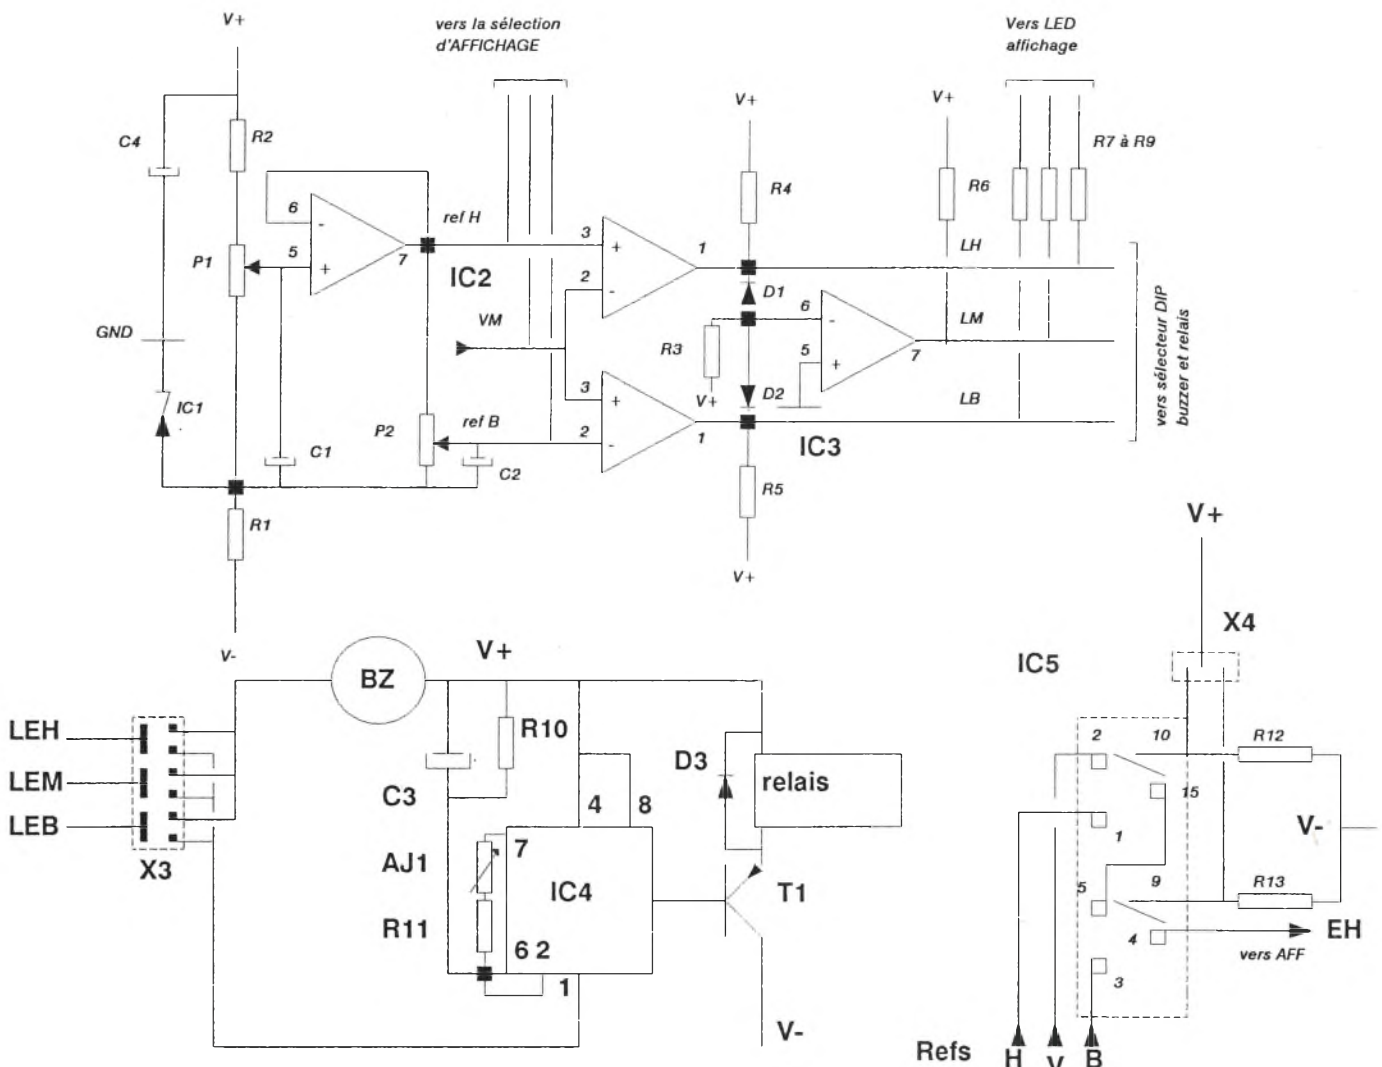 V+
vers la sélection
d'AFFICHAGE
Vers LED
affichage
C4
R2
V+
V+
R7 à R9
R4
R6
6
-
5
+
7
P1
ref H
IC2
3
+
2
-
1
LH
D1
GND
VM
R3
V+
6
-
5
+
7
LM
vers sélecteur DIP
buzzer et relais
IC1
P2
ref B
3
+
2
-
1
D2
LB
IC3
C1
C2
R5
R1
V+
V-
BZ
V+
V+
X4
IC5
LEH
LEM
LEB
X3
R10
C3
D3
relais
4
8
AJ1
7
IC4
R11
6 2
1
T1
V-
2
10
R12
15
1
V-
5
9
R13
4
EH
vers AFF
3
Refs
H
V
B